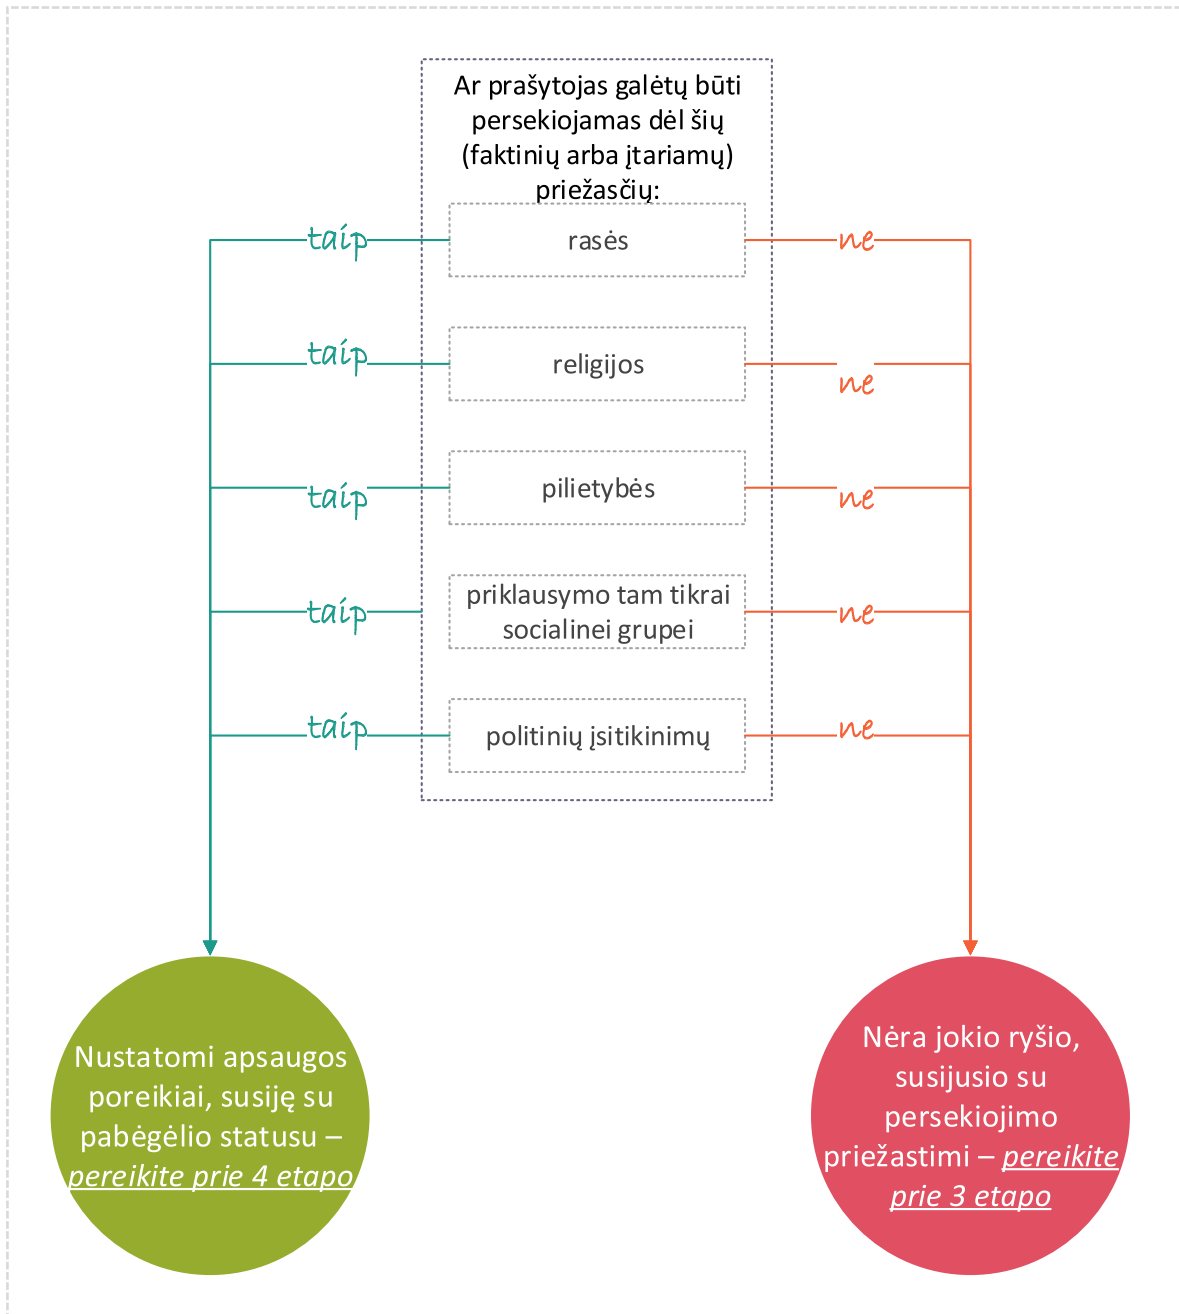 Ar prašytojas galėtų būti
persekiojamas dėl šių
(faktinių arba įtariamų)
priežasčių:
taip
rasės
ne
taip
religijos
ne
taip
pilietybės
ne
taip
priklausymo tam tikrai
socialinei grupei
ne
taip
politinių įsitikinimų
ne
Nustatomi apsaugos
poreikiai, susiję su
pabėgėlio statusu –
pereikite prie 4 etapo
Nėra jokio ryšio,
susijusio su
persekiojimo
priežastimi – pereikite
prie 3 etapo